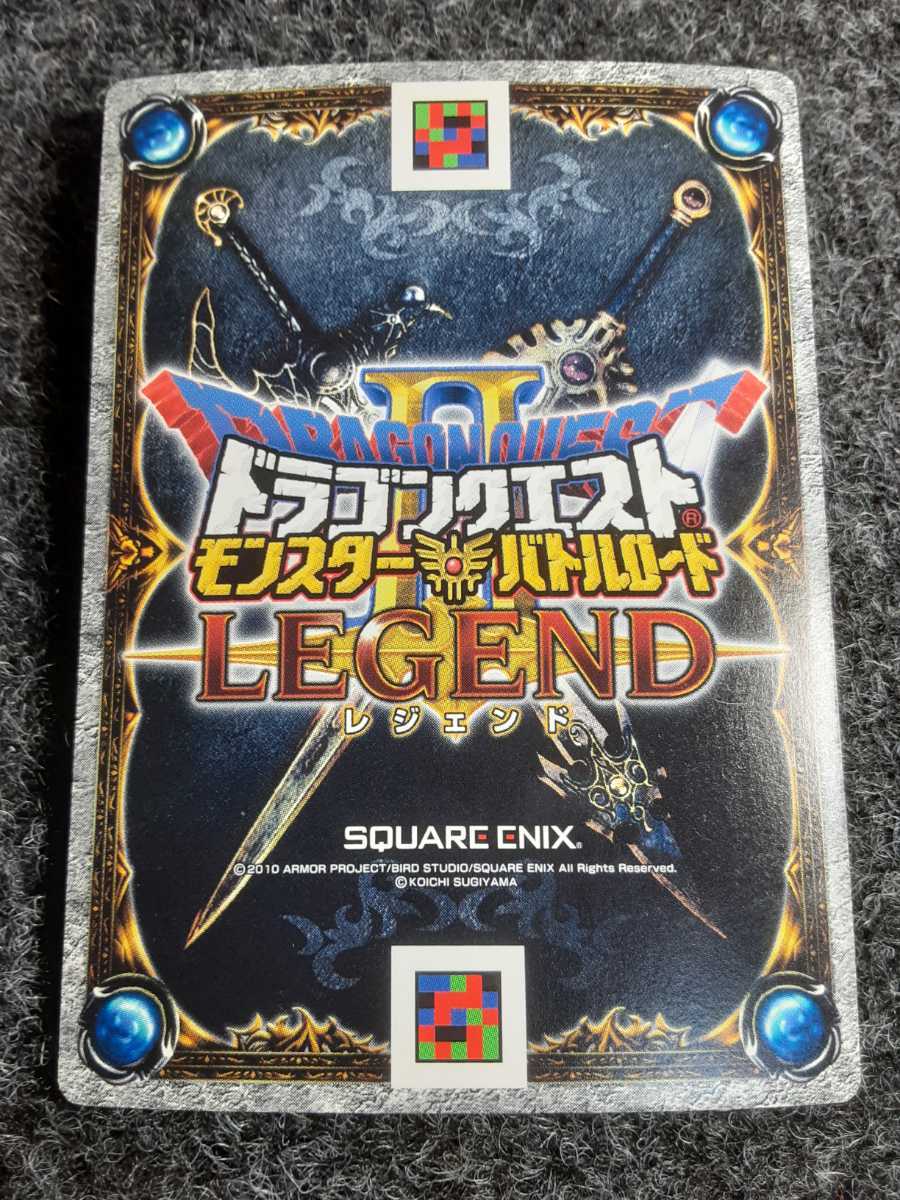 II
DRAGON QUEST
ドラゴンクエスト®
モンスター バトルロード
II
LEGEND
レジェンド
SQUARE ENIX®
©2010 ARMOR PROJECT/BIRD STUDIO/SQUARE ENIX All Rights Reserved.
©KOICHI SUGIYAMA